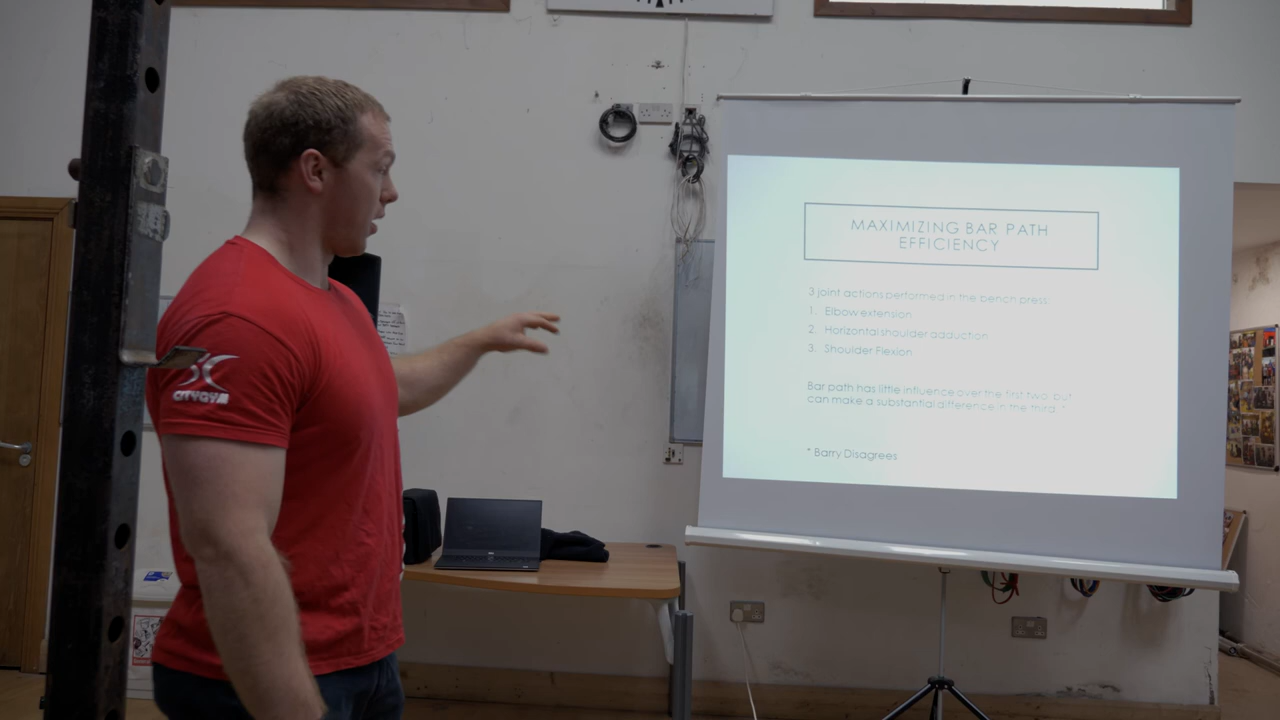 MAXIMIZING BAR PATH
EFFICIENCY
3 joint actions performed in the bench press:
1. Elbow extension
2. Horizontal shoulder adduction
3. Shoulder Flexion
Bar path has little influence over the first two, but
can make a substantial difference in the third. *
* Barry Disagrees
CITYGYM